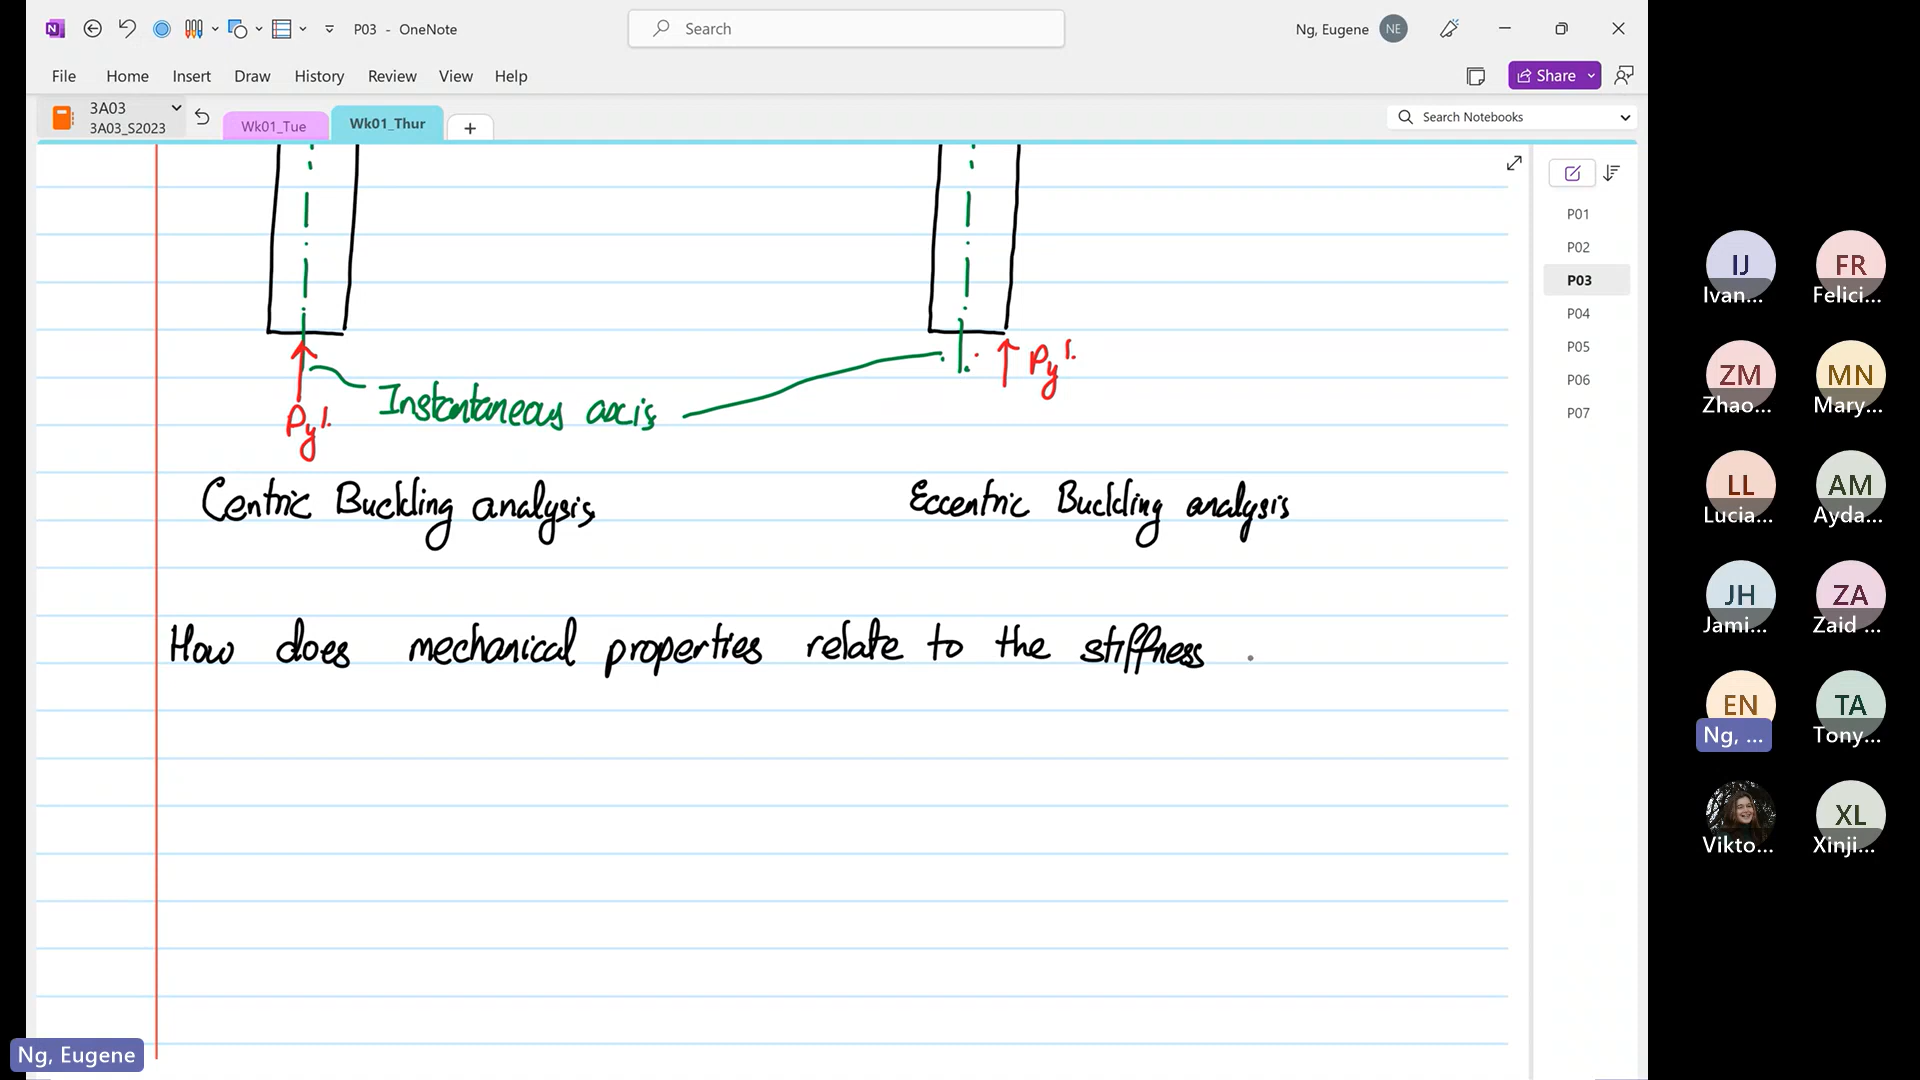 P03 - OneNote
Search
Ng, Eugene
NE
File Home Insert Draw History Review View Help
Share
3A03
3A03_S2023
Wk01_Tue
Wk01_Thur
+
Search Notebooks
P01
P02
P03
P04
P05
P06
P07
Py'
Instantaneous axis
Py'
Centric Buckling analysis
Eccentric Buckling analysis
How does mechanical properties relate to the stiffness
IJ
Ivan...
FR
Felici...
ZM
Zhao...
MN
Mary...
LL
Lucia...
AM
Ayda...
JH
Jami...
ZA
Zaid ...
EN
Ng, ...
TA
Tony...
Vikto...
XL
Xinji...
Ng, Eugene